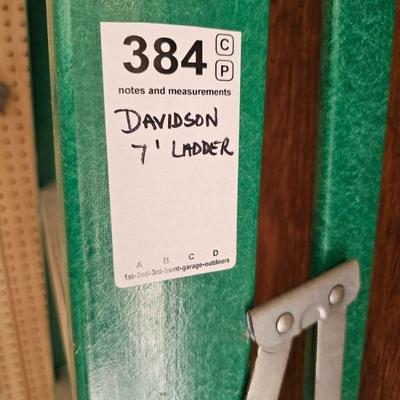 384 C
P
notes and measurements
DAVIDSON
7' LADDER
A B C D
1st-2nd-3rd-bsmt-garage-outdoors